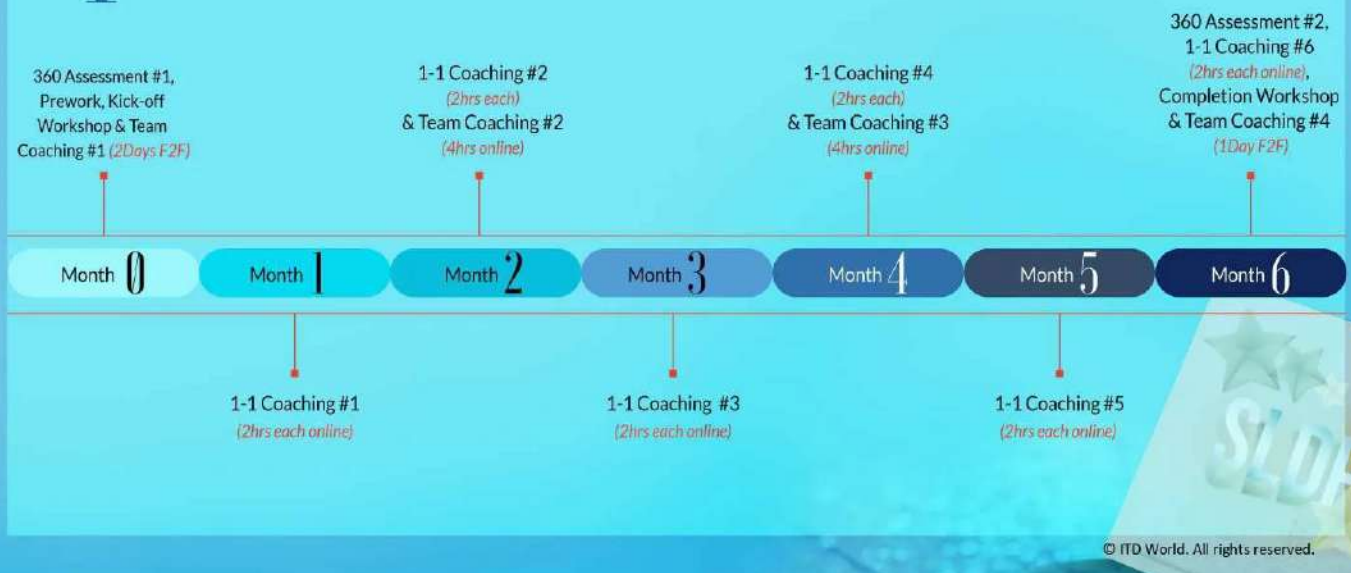 360 Assessment #1,
Prework, Kick-off
Workshop & Team
Coaching #1 (2Days F2F)
1-1 Coaching #2
(2hrs each)
& Team Coaching #2
(4hrs online)
1-1 Coaching #4
(2hrs each)
& Team Coaching #3
(4hrs online)
360 Assessment #2,
1-1 Coaching #6
(2hrs each online),
Completion Workshop
& Team Coaching #4
(1Day F2F)
Month 0
Month 1
Month 2
Month 3
Month 4
Month 5
Month 6
1-1 Coaching #1
(2hrs each online)
1-1 Coaching #3
(2hrs each online)
1-1 Coaching #5
(2hrs each online)
© ITD World. All rights reserved.